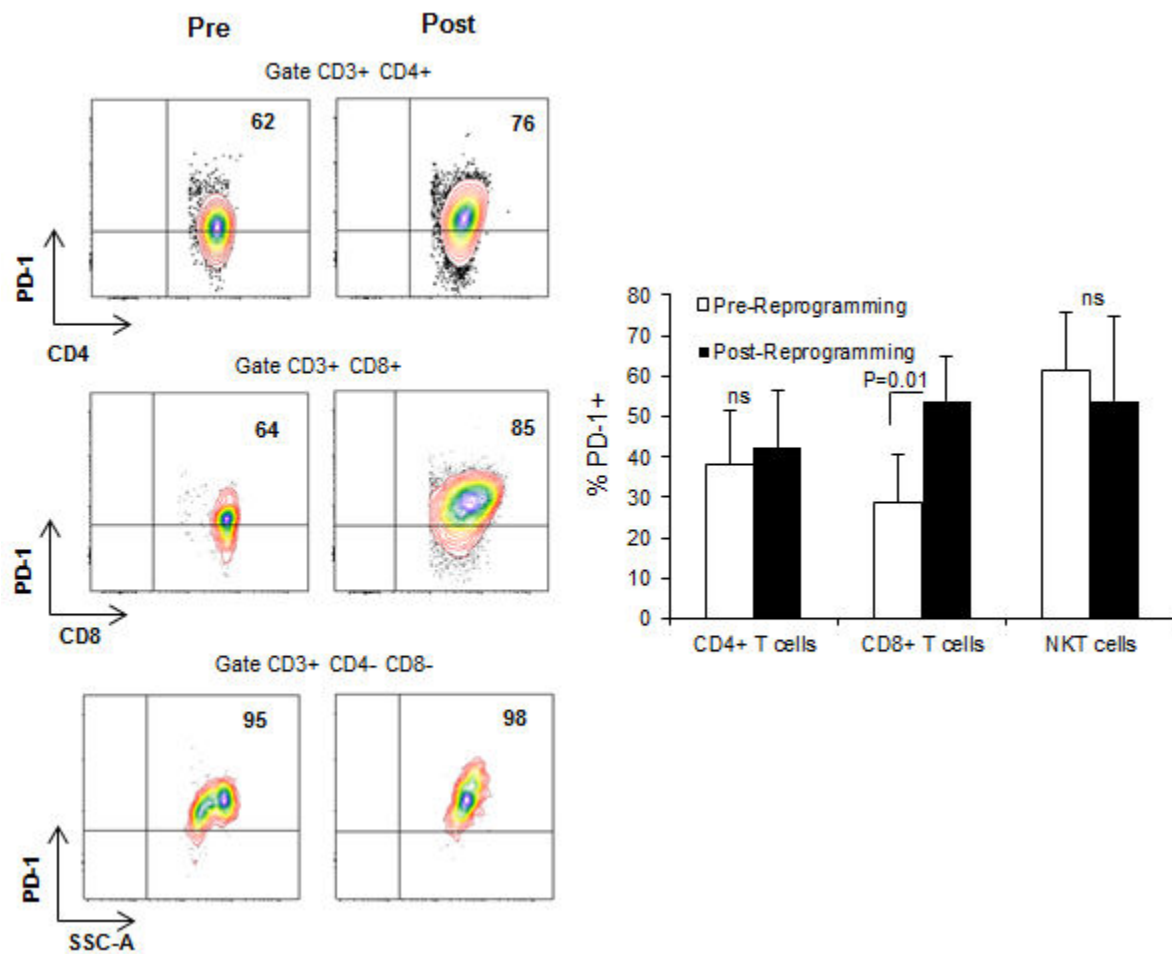 Pre
Post
Gate CD3+ CD4+
62
76
PD-1
CD4
Gate CD3+ CD8+
64
85
PD-1
CD8
Gate CD3+ CD4- CD8-
95
98
PD-1
SSC-A
80
70
60
50
40
30
20
10
0
% PD-1+
Pre-Reprogramming
Post-Reprogramming
ns
P=0.01
ns
CD4+ T cells
CD8+ T cells
NKT cells